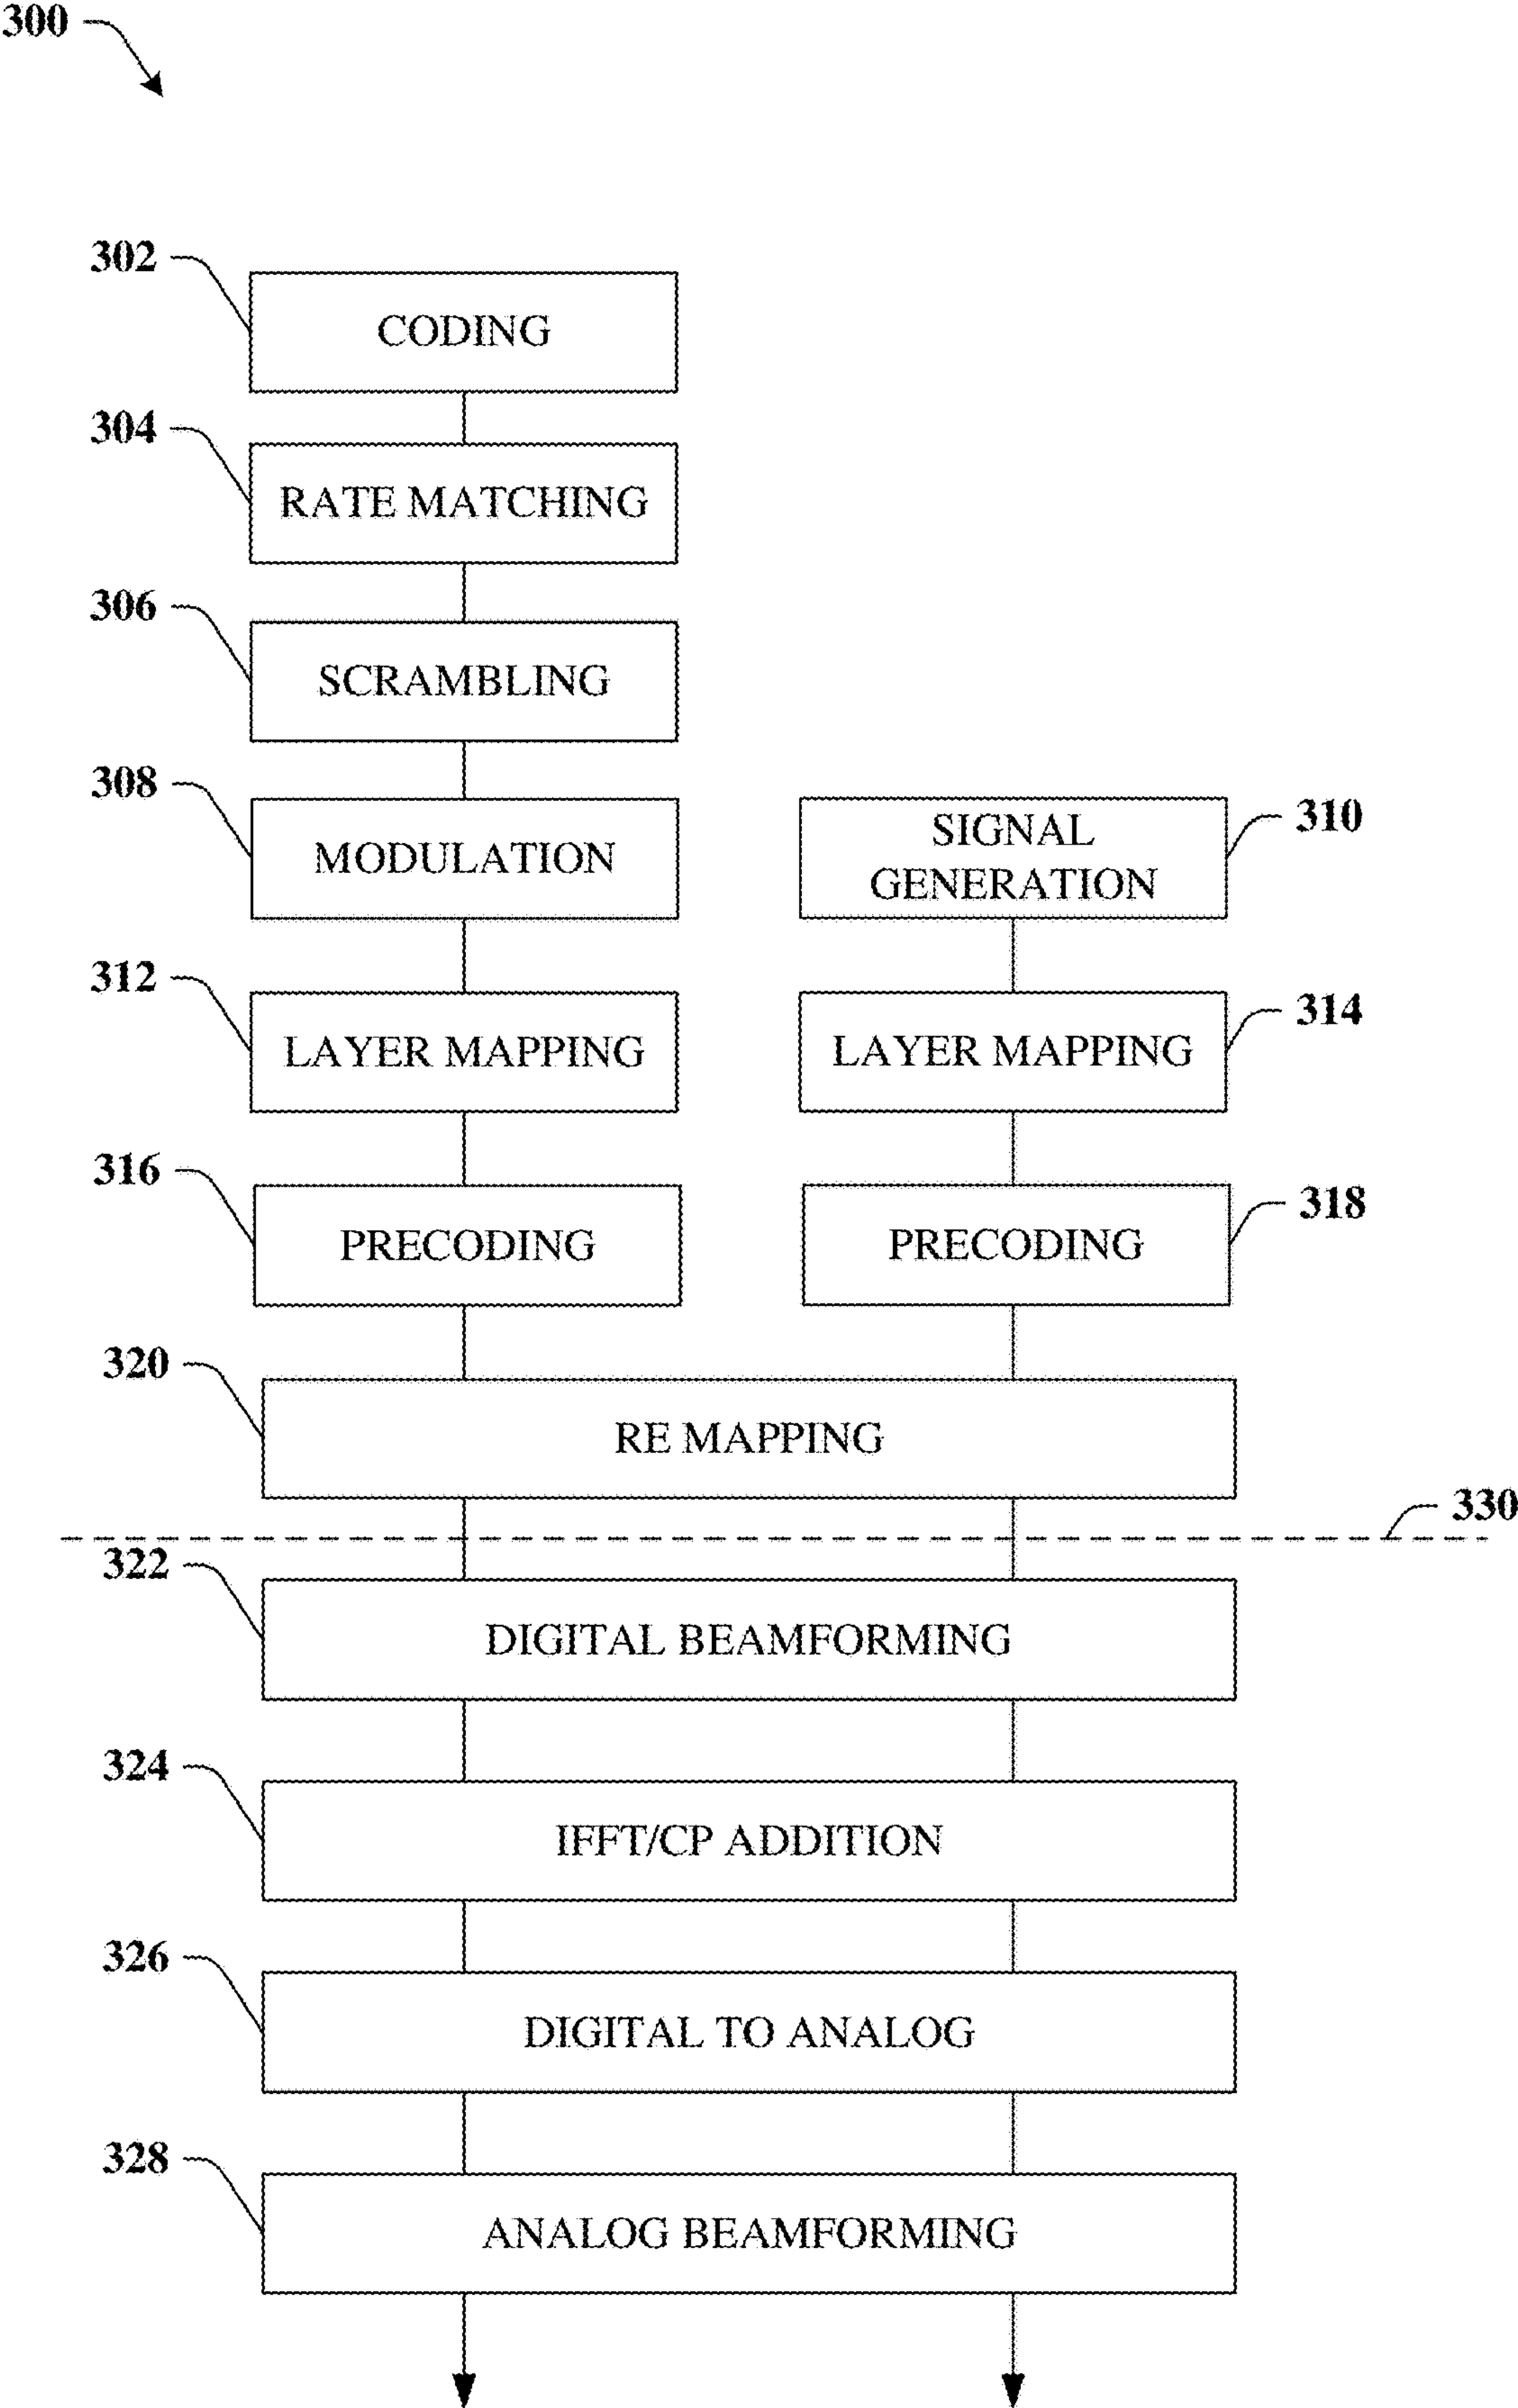 300
302
CODING
304
RATE MATCHING
306
SCRAMBLING
308
MODULATION
SIGNAL
GENERATION
310
312
LAYER MAPPING
LAYER MAPPING
314
316
PRECODING
PRECODING
318
320
RE MAPPING
330
322
DIGITAL BEAMFORMING
324
IFFT/CP ADDITION
326
DIGITAL TO ANALOG
328
ANALOG BEAMFORMING